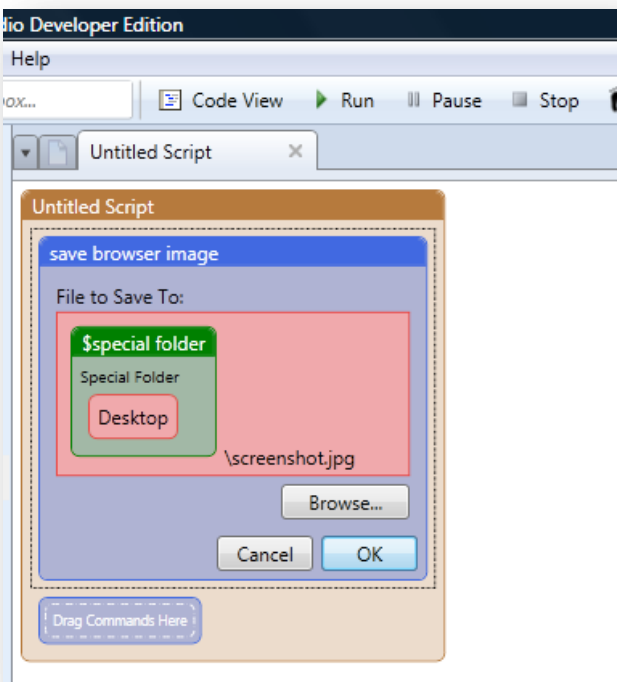 dio Developer Edition
Help
box...
Code View Run Pause Stop
Untitled Script
Untitled Script
save browser image
File to Save To:
$special folder
Special Folder
Desktop
\screenshot.jpg
Browse...
Cancel OK
Drag Commands Here